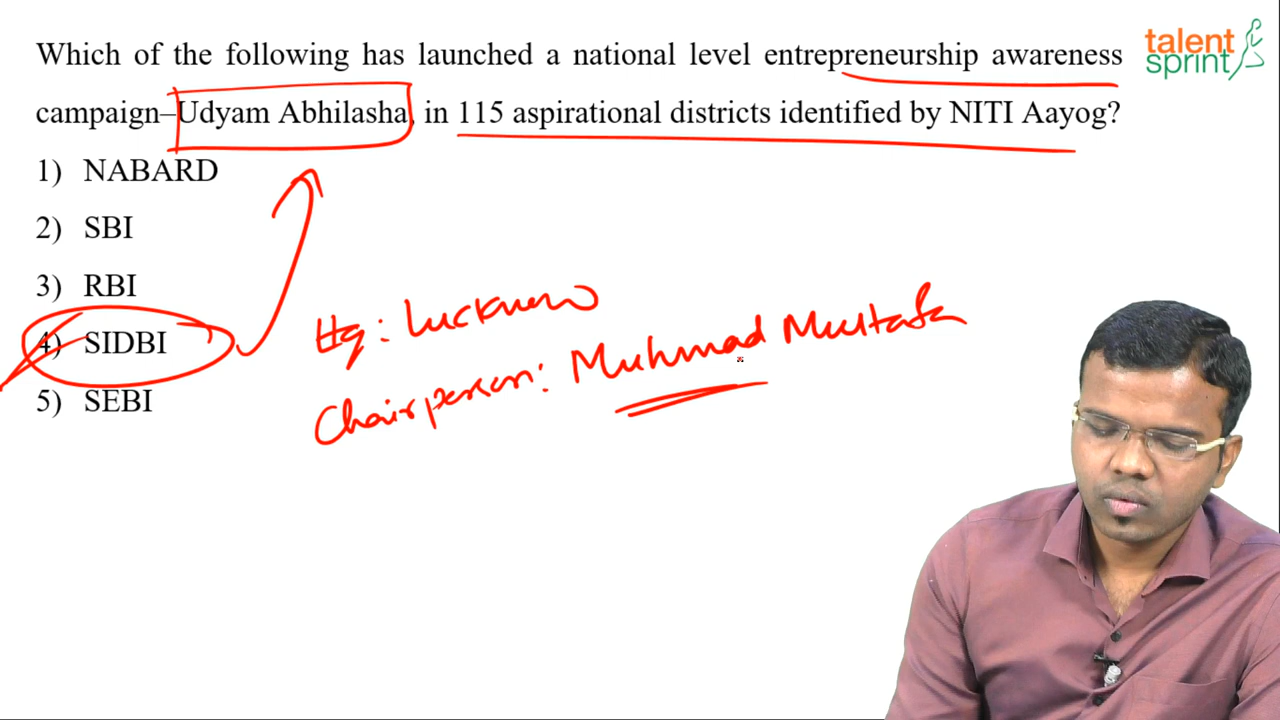 talent
sprint
Which of the following has launched a national level entrepreneurship awareness
campaign–Udyam Abhilasha, in 115 aspirational districts identified by NITI Aayog?
1) NABARD
2) SBI
3) RBI
4) SIDBI
5) SEBI
Hq: Lucknow
Chairperson: Muhmad Mustafa